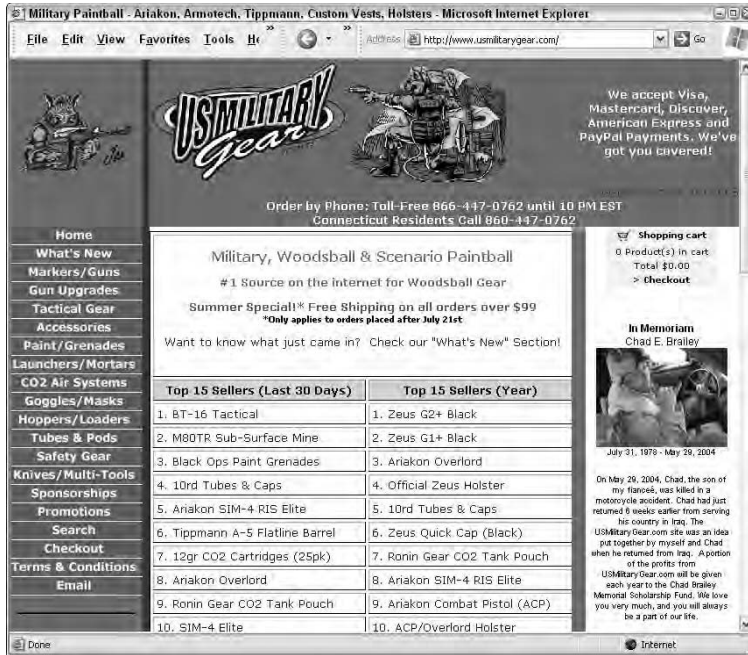 Military Paintball - Ariakon, Armotech, Tippmann, Custom Vests, Holsters - Microsoft Internet Explorer
File Edit View Favorites Tools He »
»
Address http://www.usmilitarygear.com/ Go
US MILITARY
Gear
We accept Visa,
Mastercard, Discover,
American Express and
PayPal Payments. We've
got you covered!
Order by Phone: Toll-Free 866-447-0762 until 10 PM EST
Connecticut Residents Call 860-447-0762
Home
What's New
Markers/Guns
Gun Upgrades
Tactical Gear
Accessories
Paint/Grenades
Launchers/Mortars
CO2 Air Systems
Goggles/Masks
Hoppers/Loaders
Tubes & Pods
Safety Gear
Knives/Multi-Tools
Sponsorships
Promotions
Search
Checkout
Terms & Conditions
Email
Military, Woodsball & Scenario Paintball
#1 Source on the internet for Woodsball Gear
Summer Special!* Free Shipping on all orders over $99
*Only applies to orders placed after July 21st
Want to know what just came in? Check our "What's New" Section!
Top 15 Sellers (Last 30 Days) Top 15 Sellers (Year)
1. BT-16 Tactical 1. Zeus G2+ Black
2. M80TR Sub-Surface Mine 2. Zeus G1+ Black
3. Black Ops Paint Grenades 3. Ariakon Overlord
4. 10rd Tubes & Caps 4. Official Zeus Holster
5. Ariakon SIM-4 RIS Elite 5. 10rd Tubes & Caps
6. Tippmann A-5 Flatline Barrel 6. Zeus Quick Cap (Black)
7. 12gr CO2 Cartridges (25pk) 7. Ronin Gear CO2 Tank Pouch
8. Ariakon Overlord 8. Ariakon SIM-4 RIS Elite
9. Ronin Gear CO2 Tank Pouch 9. Ariakon Combat Pistol (ACP)
10. SIM-4 Elite 10. ACP/Overlord Holster
Shopping cart
0 Product(s) in cart
Total $0.00
> Checkout
In Memoriam
Chad E. Brailey
July 31, 1978 - May 29, 2004
On May 29, 2004, Chad, the son of
my fianceé, was killed in a
motorcycle accident. Chad had just
returned 6 weeks earlier from serving
his country in Iraq. The
USMilitaryGear.com site was an idea
put together by myself and Chad
when he returned from Iraq. A portion
of the profits from
USMilitaryGear.com will be given
each year to the Chad Brailey
Memorial Scholarship Fund. We love
you very much, and you will always
be a part of our life.
Done Internet